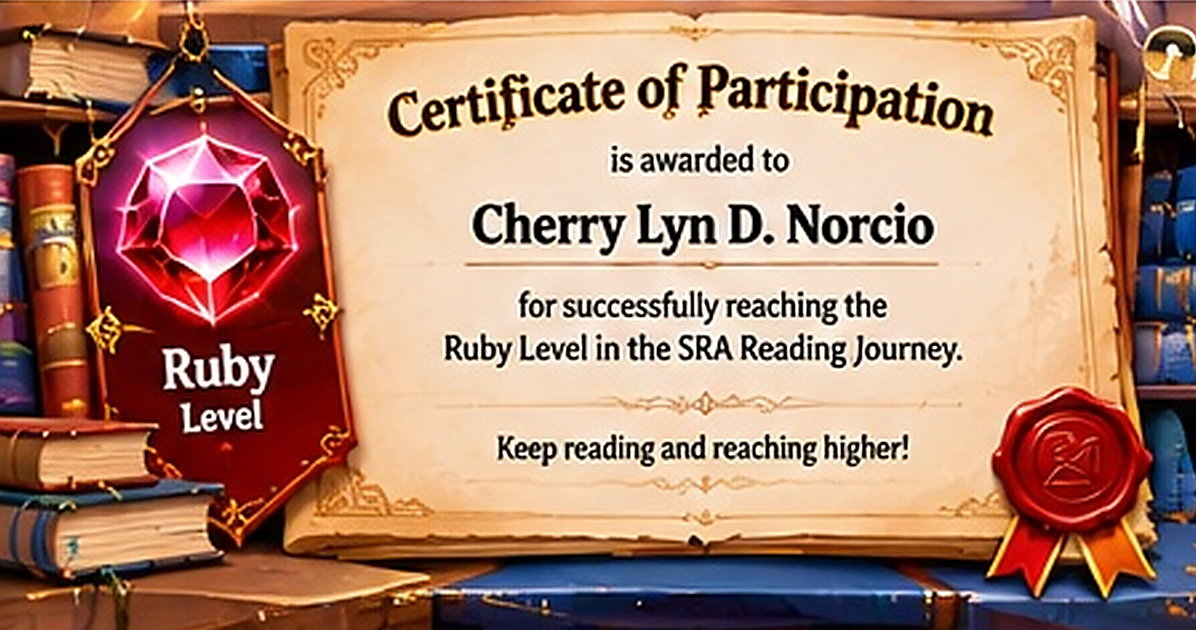 Certificate of Participation
is awarded to
Cherry Lyn D. Norcio
for successfully reaching the
Ruby Level in the SRA Reading Journey.
Keep reading and reaching higher!
Ruby
Level